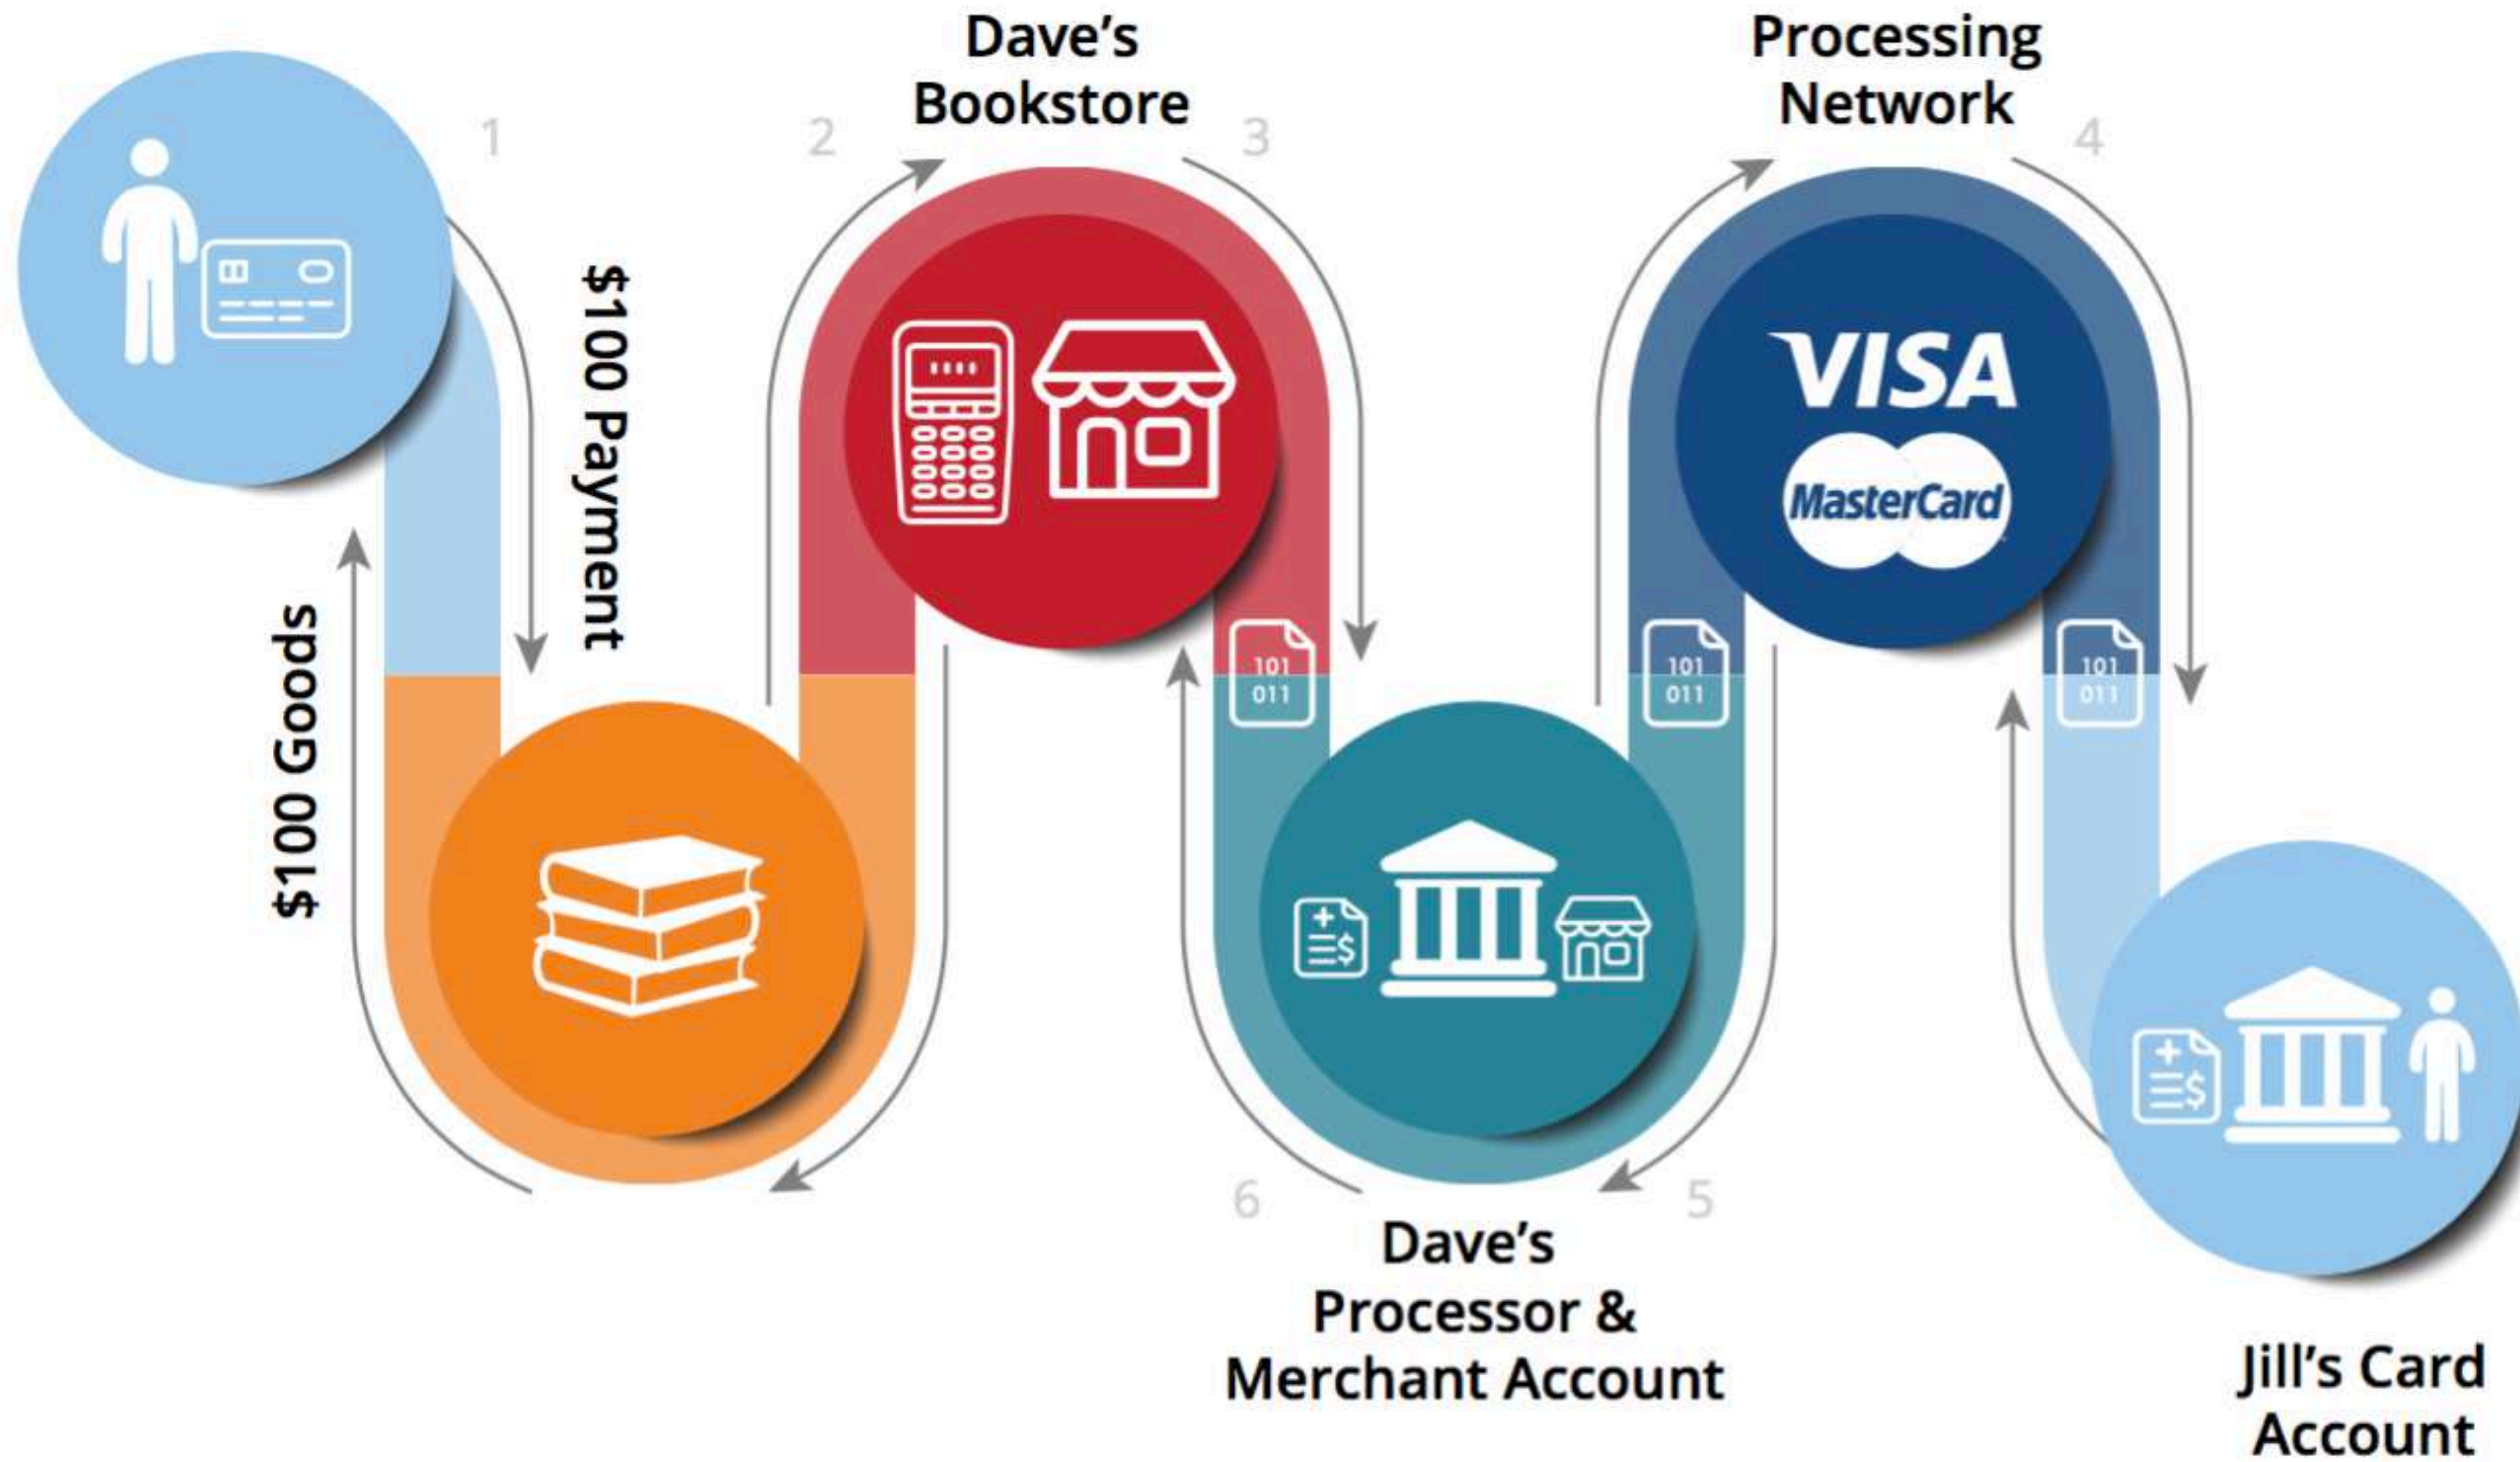 Dave's
Bookstore
Processing
Network
1
2
3
4
$100 Payment
$100 Goods
VISA
MasterCard
101
011
101
011
101
011
$
$
6
5
Dave's
Processor &
Merchant Account
Jill's Card
Account